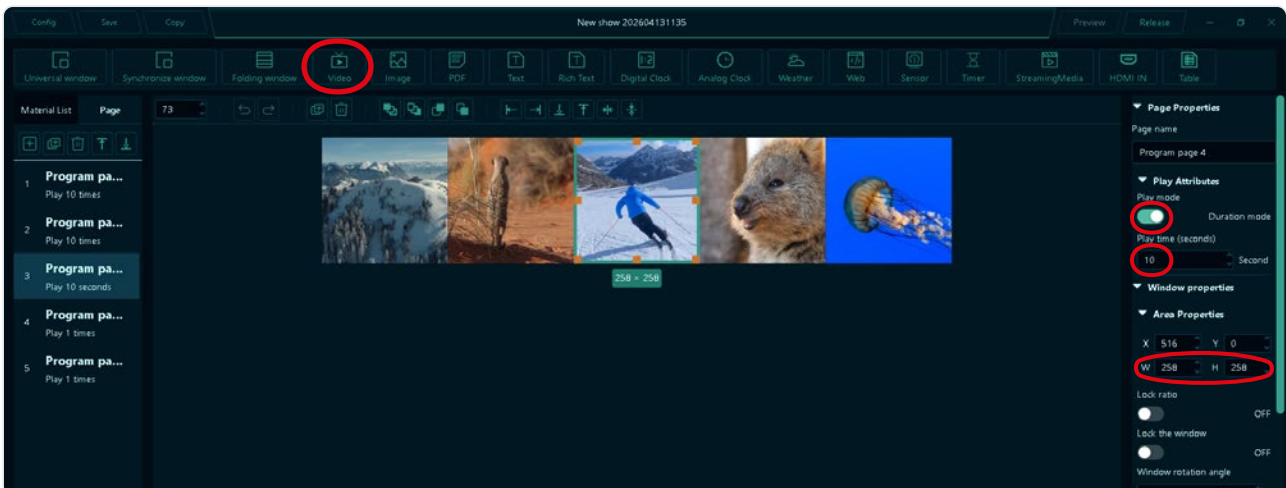 Config Save Copy New show 202604131135 Preview Release
Universal window Synchronize window Folding window Video Image PDF Text Rich Text Digital Clock Analog Clock Weather Web Sensor Timer StreamingMedia HDMI IN Table
Material List Page 73
1 Program pa...
Play 10 times
2 Program pa...
Play 10 times
3 Program pa...
Play 10 seconds
4 Program pa...
Play 1 times
5 Program pa...
Play 1 times
258 × 258
Page Properties
Page name
Program page 4
Play Attributes
Play mode
Duration mode
Play time (seconds)
10 Second
Window properties
Area Properties
X 516 Y 0
W 258 H 258
Lock ratio
OFF
Lock the window
OFF
Window rotation angle